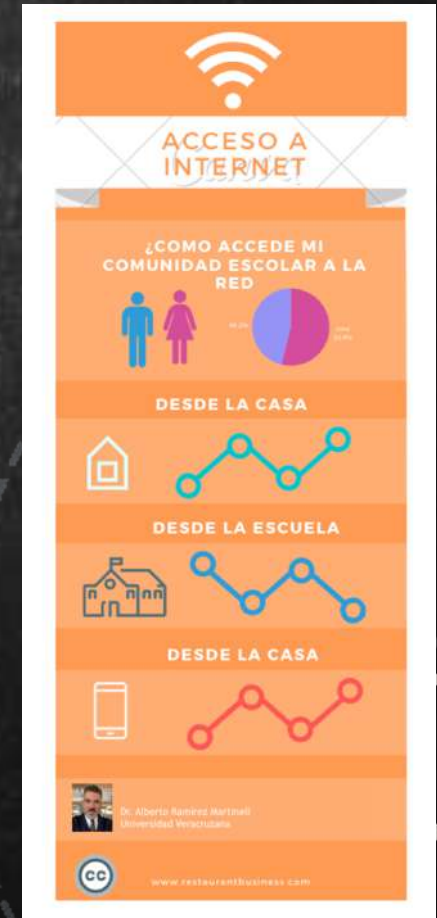 ACCESO A
INTERNET
¿COMO ACCEDE MI
COMUNIDAD ESCOLAR A LA
RED
DESDE LA CASA
DESDE LA ESCUELA
DESDE LA CASA
Dr. Alberto Ramírez Martinell
Universidad Veracruzana
cc
www.restaurantbusiness.com